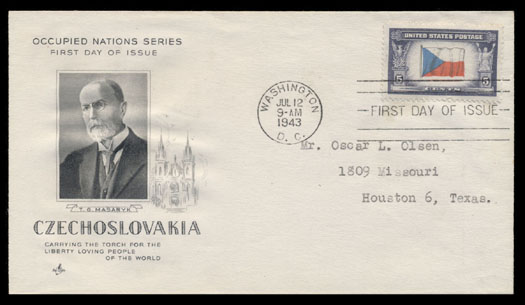 OCCUPIED NATIONS SERIES
FIRST DAY OF ISSUE
T. G. MASARYK
CZECHOSLOVAKIA
CARRYING THE TORCH FOR THE
LIBERTY LOVING PEOPLE
OF THE WORLD
WASHINGTON
JUL 12
9-AM
1943
D. C.
UNITED STATES POSTAGE
5 CENTS 5
FIRST DAY OF ISSUE
Mr. Oscar L. Olsen,
1809 Missouri
Houston 6, Texas.